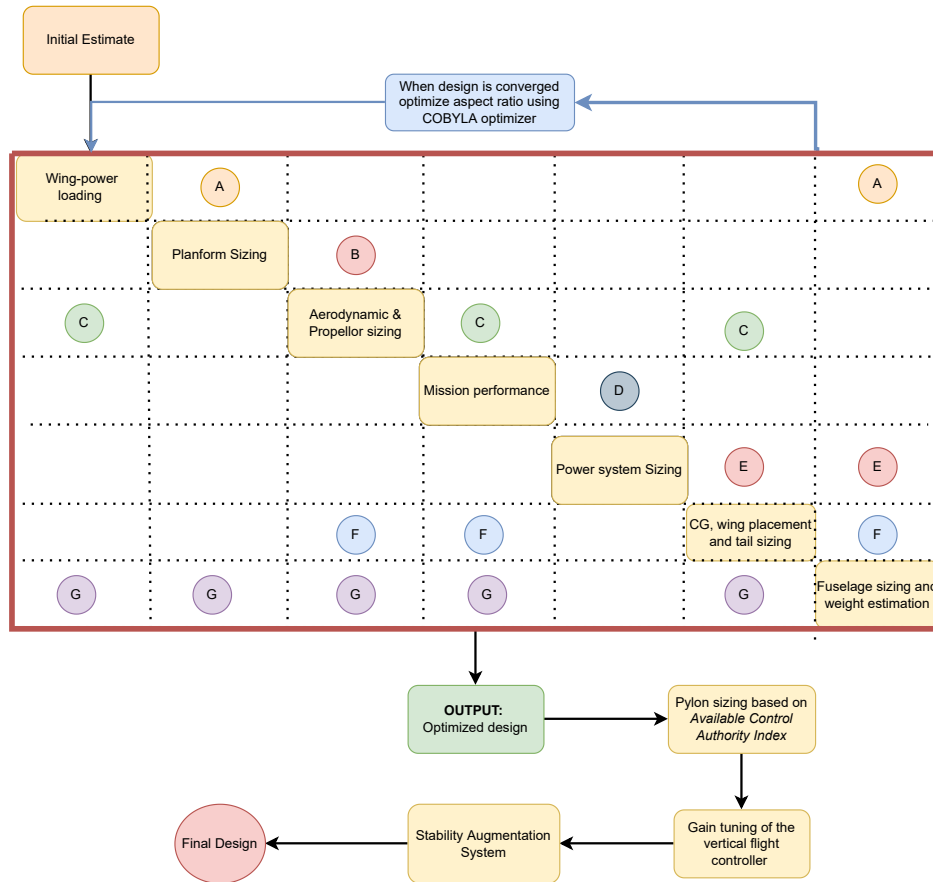 Initial Estimate
When design is converged
optimize aspect ratio using
COBYLA optimizer
Wing-power
loading
A
A
Planform Sizing
B
C
Aerodynamic &
Propellor sizing
C
C
Mission performance
D
Power system Sizing
E
E
F
F
CG, wing placement
and tail sizing
F
G
G
G
G
G
Fuselage sizing and
weight estimation
OUTPUT:
Optimized design
Pylon sizing based on
Available Control
Authority Index
Final Design
Stability Augmentation
System
Gain tuning of the
vertical flight
controller